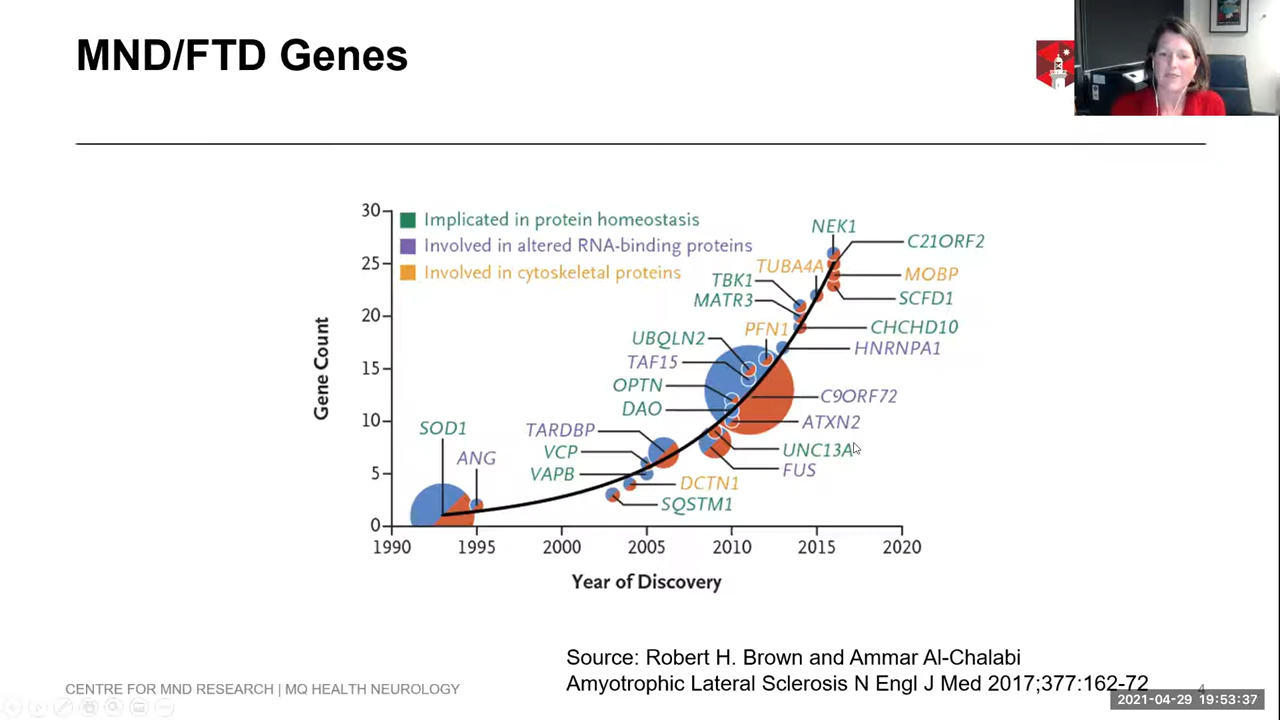 MND/FTD Genes
30
25
20
15
10
5
0
Gene Count
Implicated in protein homeostasis
Involved in altered RNA-binding proteins
Involved in cytoskeletal proteins
NEK1
C21ORF2
TUBA4A
MOBP
TBK1
SCFD1
MATR3
CHCHD10
PFN1
UBQLN2
HNRNPA1
TAF15
OPTN
C9ORF72
DAO
ATXN2
SOD1
TARDBP
UNC13A
VCP
FUS
ANG
VAPB
DCTN1
SQSTM1
1990 1995 2000 2005 2010 2015 2020
Year of Discovery
Source: Robert H. Brown and Ammar Al-Chalabi
Amyotrophic Lateral Sclerosis N Engl J Med 2017;377:162-72
CENTRE FOR MND RESEARCH | MQ HEALTH NEUROLOGY
4
2021-04-29 19:53:37